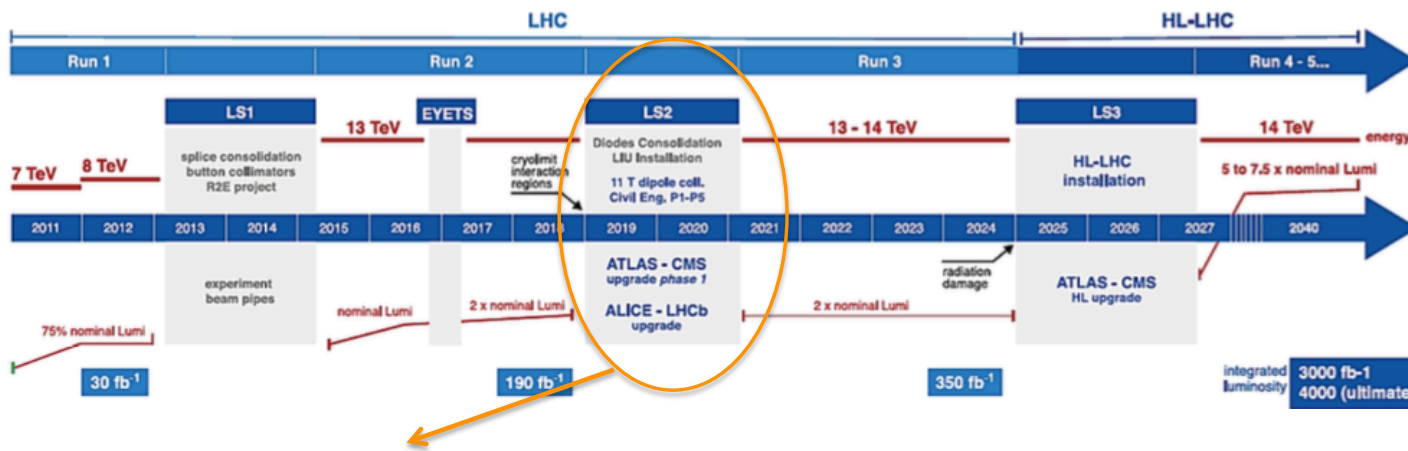 LHC
HL-LHC
Run 1
Run 2
Run 3
Run 4 - 5...
LS1
EYETS
LS2
LS3
13 TeV
13 - 14 TeV
14 TeV
energy
splice consolidation
button collimators
R2E project
Diodes Consolidation
LIU Installation
11 T dipole coll.
Civil Eng. P1-P5
cryolimit
interaction
regions
HL-LHC
installation
7 TeV
8 TeV
5 to 7.5 x nominal Lumi
2011
2012
2013
2014
2015
2016
2017
2018
2019
2020
2021
2022
2023
2024
2025
2026
2027
2040
experiment
beam pipes
ATLAS - CMS
upgrade phase 1
ALICE - LHCb
upgrade
radiation
damage
ATLAS - CMS
HL upgrade
75% nominal Lumi
nominal Lumi
2 x nominal Lumi
2 x nominal Lumi
30 fb-1
190 fb-1
350 fb-1
integrated
luminosity
3000 fb-1
4000 (ultimate